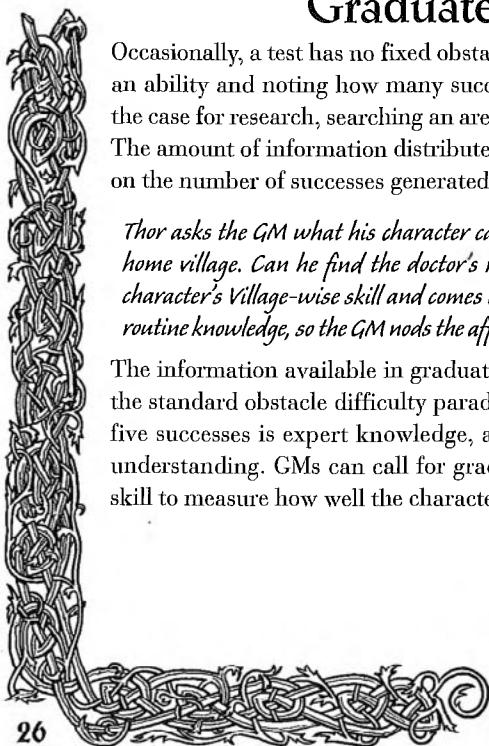 Graduate
Occasionally, a test has no fixed obsta
an ability and noting how many succ
the case for research, searching an are
The amount of information distribute
on the number of successes generated
Thor asks the GM what his character ca
home village. Can he find the doctor's
character's Village-wise skill and comes
routine knowledge, so the GM nods the aff
The information available in graduat
the standard obstacle difficulty parad
five successes is expert knowledge, a
understanding. GMs can call for grad
skill to measure how well the characte
26